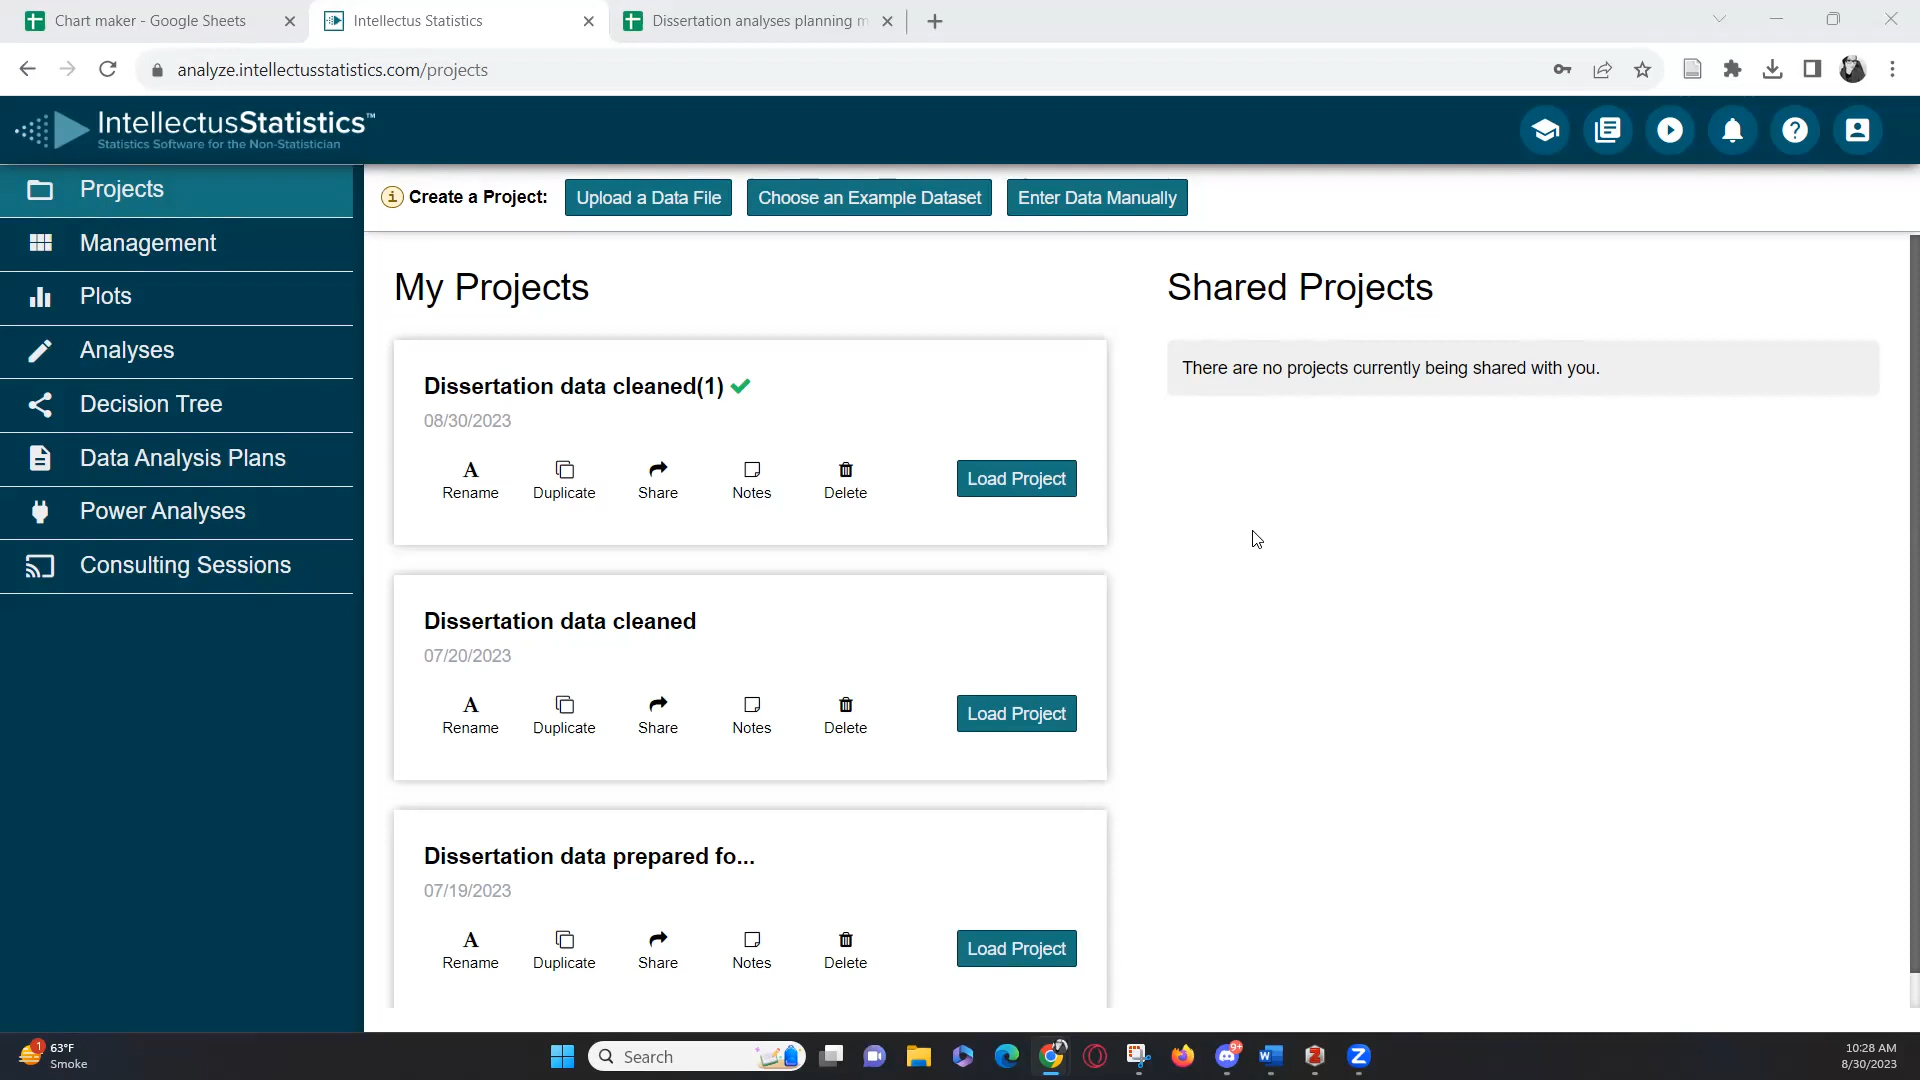 Chart maker - Google Sheets
Intellectus Statistics
Dissertation analyses planning m
analyze.intellectusstatistics.com/projects
IntellectusStatistics™
Statistics Software for the Non-Statistician
Projects
Management
Plots
Analyses
Decision Tree
Data Analysis Plans
Power Analyses
Consulting Sessions
Create a Project:
Upload a Data File
Choose an Example Dataset
Enter Data Manually
My Projects
Dissertation data cleaned(1)
08/30/2023
Rename
Duplicate
Share
Notes
Delete
Load Project
Dissertation data cleaned
07/20/2023
Rename
Duplicate
Share
Notes
Delete
Load Project
Dissertation data prepared fo...
07/19/2023
Rename
Duplicate
Share
Notes
Delete
Load Project
Shared Projects
There are no projects currently being shared with you.
1
63°F
Smoke
Search
9+
10:28 AM
8/30/2023